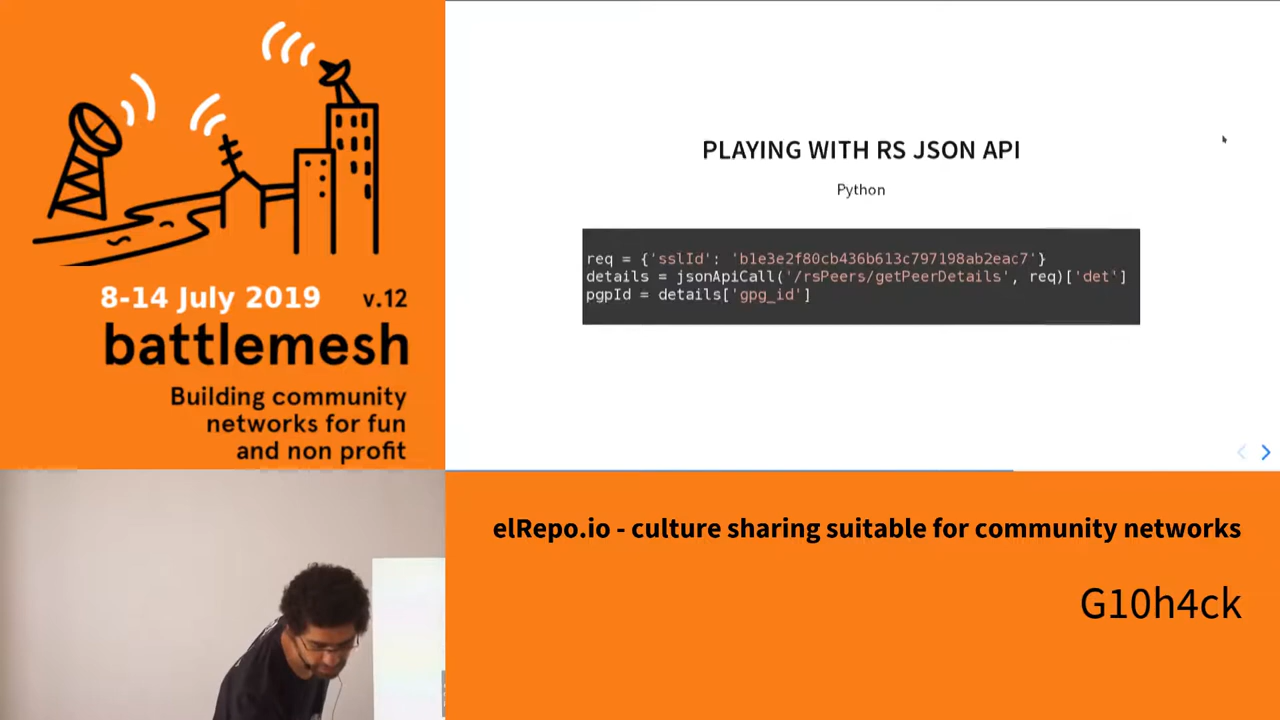 8-14 July 2019 v.12
battlemesh
Building community
networks for fun
and non profit
PLAYING WITH RS JSON API
Python
req = {'sslId': 'b1e3e2f80cb436b613c797198ab2eac7'}
details = jsonApiCall('/rsPeers/getPeerDetails', req)['det']
pgpId = details['gpg_id']
elRepo.io - culture sharing suitable for community networks
G10h4ck